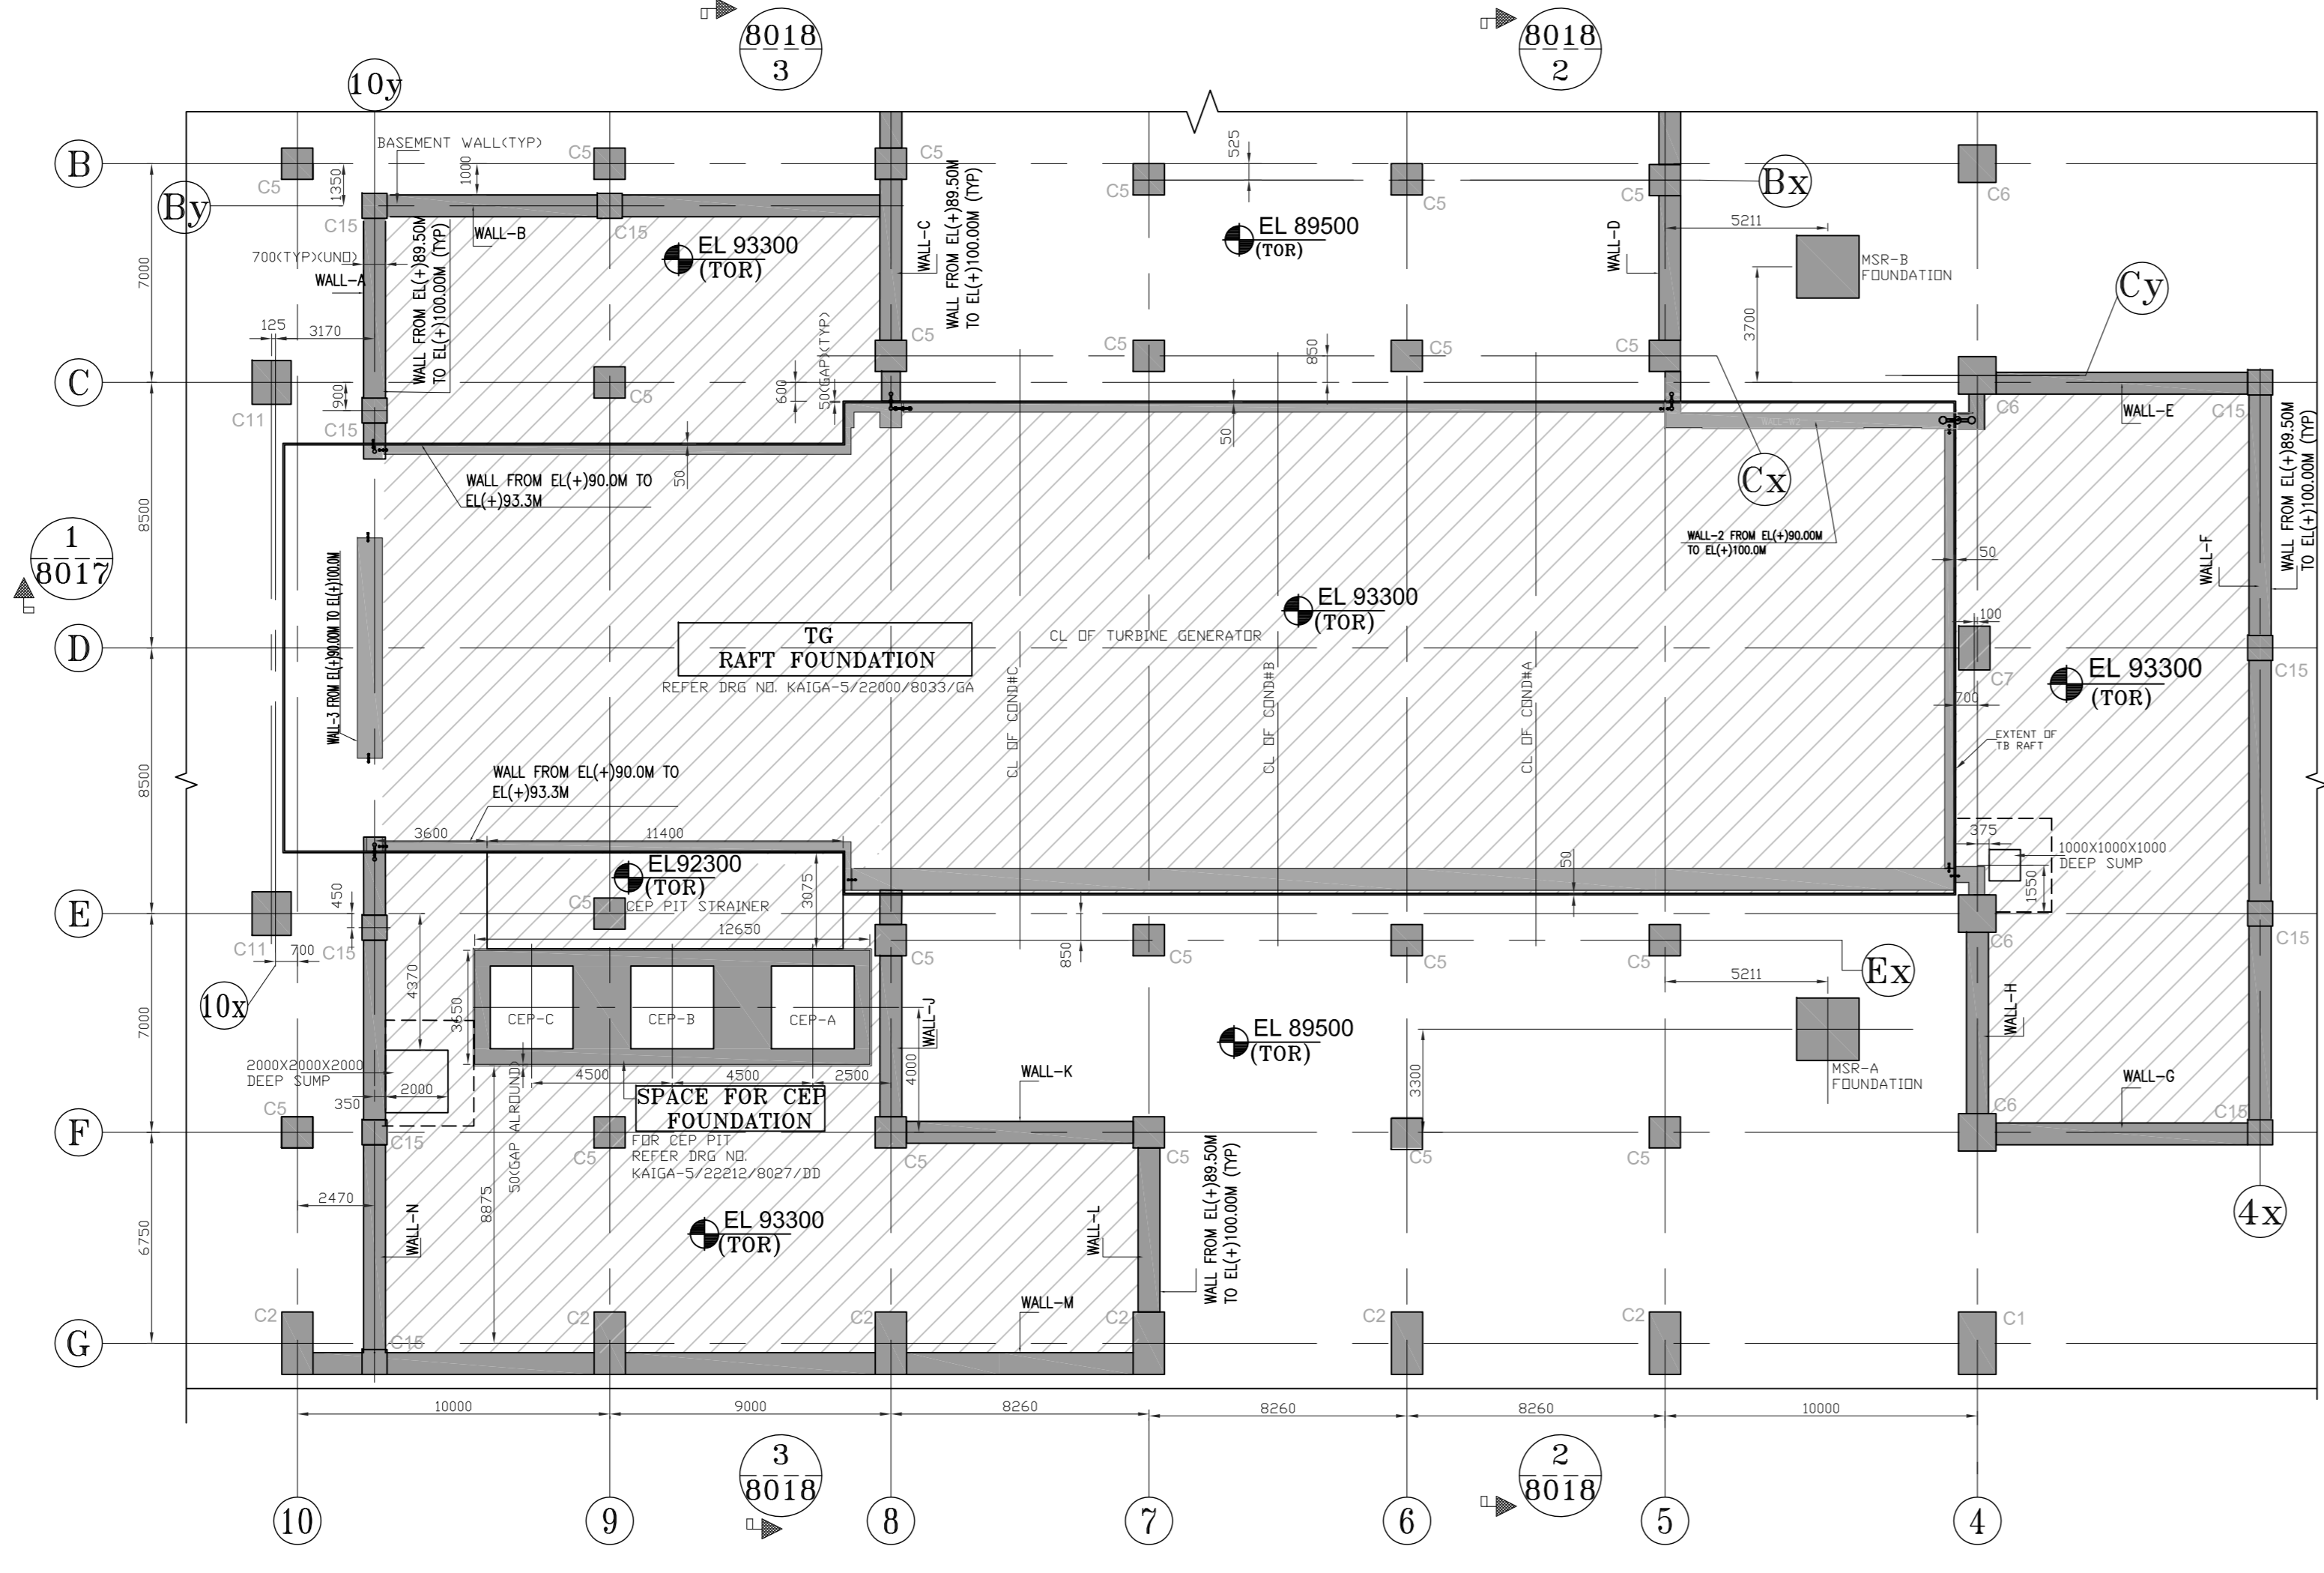 8018
3
8018
2
10y
B
BASEMENT WALL(TYP)
C5
C5
C5
C5
C5
C5
C6
1350
1000
525
Bx
By
C15
C15
WALL-B
700(TYP)(UNO)
WALL-A
WALL FROM EL(+)89.50M
TO EL(+)100.00M (TYP)
EL 93300
(TOR)
WALL-C
WALL FROM EL(+)89.50M
TO EL(+)100.00M (TYP)
EL 89500
(TOR)
WALL-D
5211
MSR-B
FOUNDATION
3700
Cy
7000
125
3170
C
C11
900
C15
C5
600
50(GAP)(TYP)
C5
C5
C5
C5
850
C6
WALL-E
C15
WALL FROM EL(+)89.50M
TO EL(+)100.00M (TYP)
50
50
WALL FROM EL(+)90.0M TO
EL(+)93.3M
Cx
WALL-2 FROM EL(+)90.00M
TO EL(+)100.0M
50
WALL-F
8500
1
8017
WALL-3 FROM EL(+)90.00M TO EL(+)100.0M
EL 93300
(TOR)
D
TG
RAFT FOUNDATION
REFER DRG NO. KAIGA-5/22000/8033/GA
CL OF TURBINE GENERATOR
CL OF COND#C
CL OF COND#B
CL OF COND#A
100
C7
700
EL 93300
(TOR)
C15
EXTENT OF
TB RAFT
8500
WALL FROM EL(+)90.0M TO
EL(+)93.3M
3600
11400
EL92300
(TOR)
3075
50
375
1000X1000X1000
DEEP SUMP
1550
E
450
C5
CEP PIT STRAINER
12650
C11
700
C15
C5
850
C5
C5
C5
C6
C15
Ex
10x
4370
3650
7000
CEP-C
CEP-B
CEP-A
WALL-J
4000
EL 89500
(TOR)
5211
WALL-H
2000X2000X2000
DEEP SUMP
2000
350
4500
4500
2500
50(GAP ALROUND)
SPACE FOR CEP
FOUNDATION
WALL-K
3300
MSR-A
FOUNDATION
WALL-G
F
C5
C15
C5
FOR CEP PIT
REFER DRG NO.
KAIGA-5/22212/8027/DD
C5
C5
C5
C5
C6
C15
WALL FROM EL(+)89.50M
TO EL(+)100.00M (TYP)
2470
8875
6750
WALL-N
EL 93300
(TOR)
WALL-L
4x
WALL-M
G
C2
C15
C2
C2
C2
C2
C2
C1
10000
9000
8260
8260
8260
10000
3
8018
2
8018
10
9
8
7
6
5
4